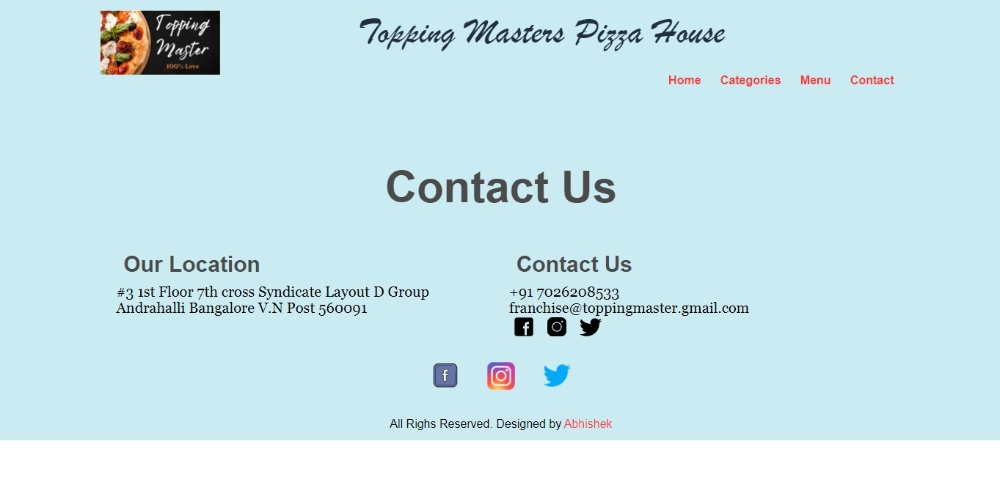 Topping
Master
100% Love
Topping Masters Pizza House
Home Categories Menu Contact
Contact Us
Our Location
#3 1st Floor 7th cross Syndicate Layout D Group
Andrahalli Bangalore V.N Post 560091
Contact Us
+91 7026208533
franchise@toppingmaster.gmail.com
All Righs Reserved. Designed by Abhishek